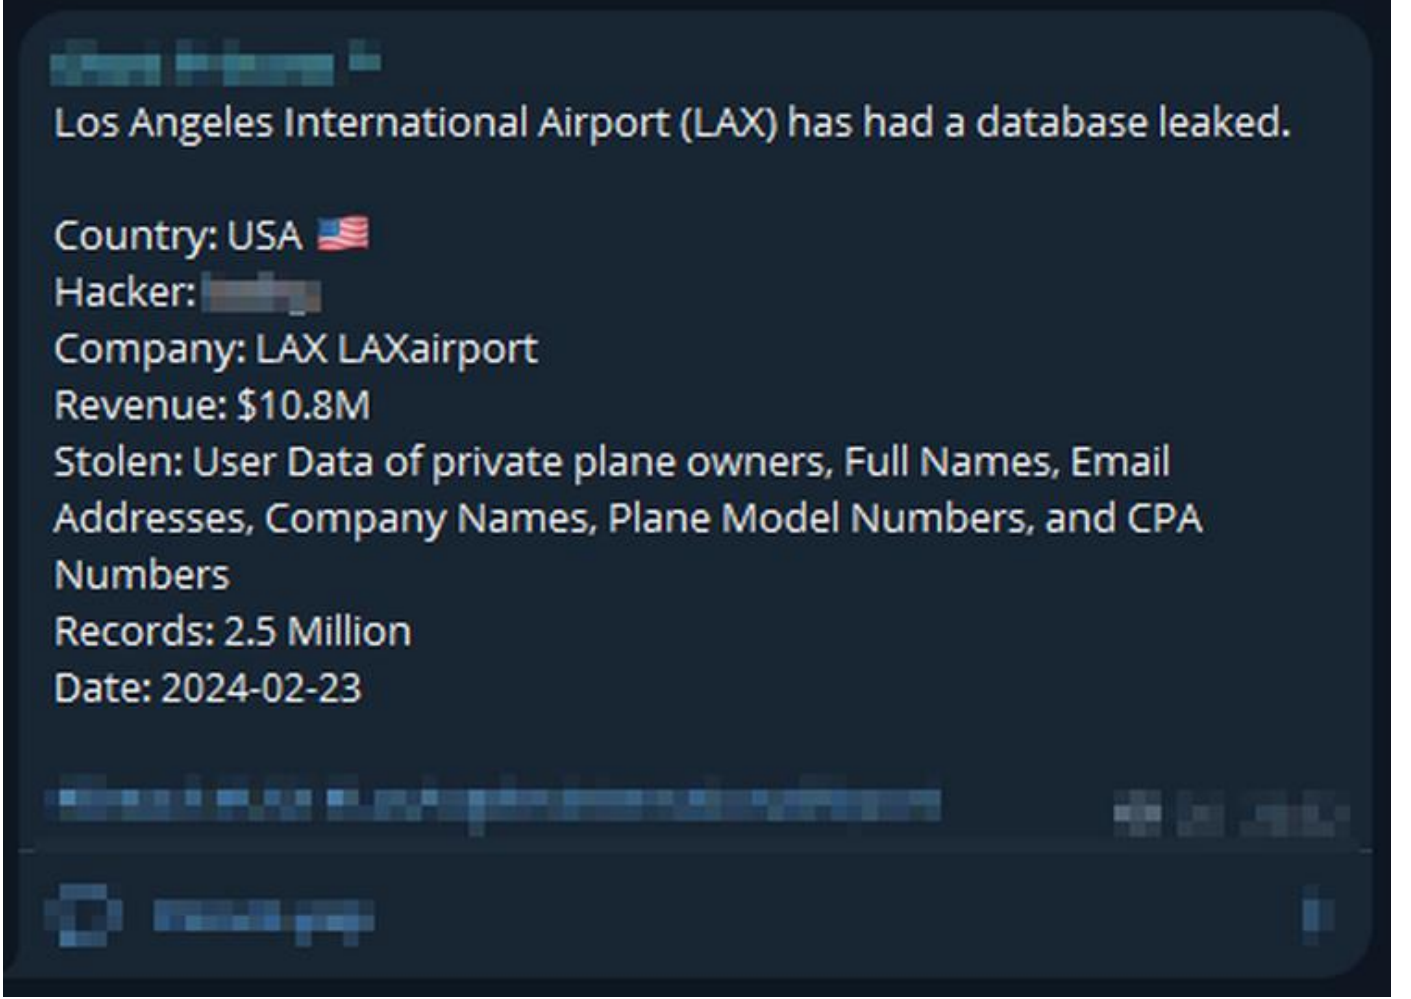 Los Angeles International Airport (LAX) has had a database leaked.
Country: USA 🇺🇸
Hacker:
Company: LAX LAXairport
Revenue: $10.8M
Stolen: User Data of private plane owners, Full Names, Email
Addresses, Company Names, Plane Model Numbers, and CPA
Numbers
Records: 2.5 Million
Date: 2024-02-23